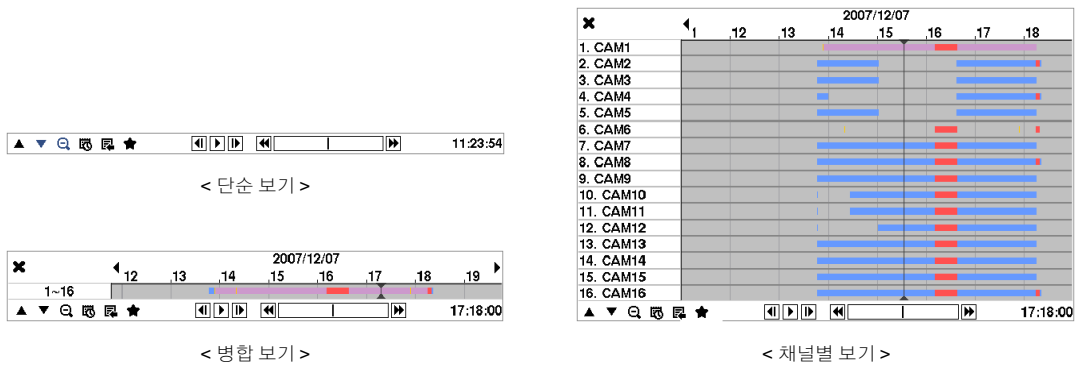 11:23:54
< 단순 보기 >
2007/12/07
12 13 14 15 16 17 18 19
1~16
17:18:00
< 병합 보기 >
2007/12/07
1 12 13 14 15 16 17 18
1. CAM1
2. CAM2
3. CAM3
4. CAM4
5. CAM5
6. CAM6
7. CAM7
8. CAM8
9. CAM9
10. CAM10
11. CAM11
12. CAM12
13. CAM13
14. CAM14
15. CAM15
16. CAM16
17:18:00
< 채널별 보기 >